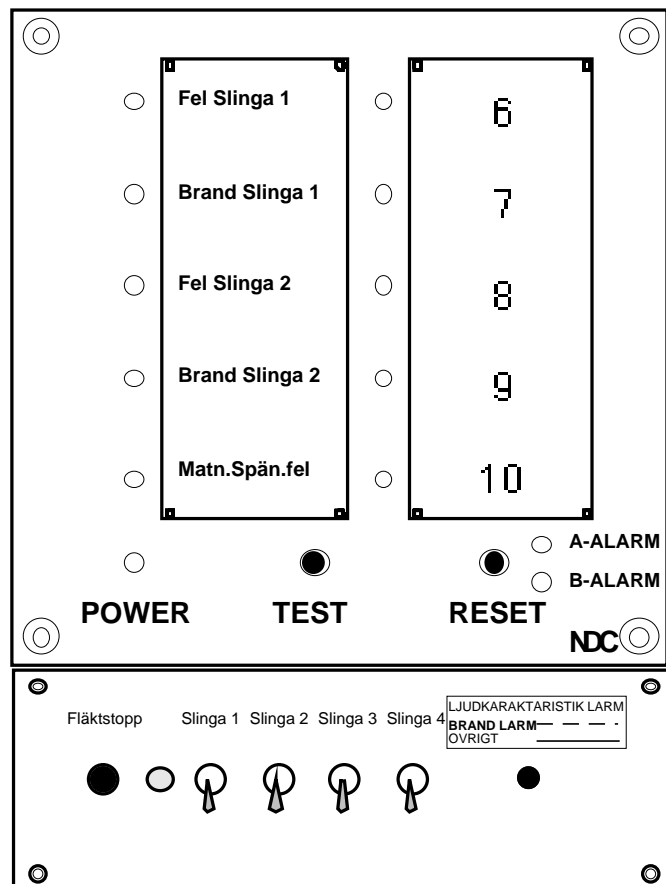 Fel Slinga 1
6
Brand Slinga 1
7
Fel Slinga 2
8
Brand Slinga 2
9
Matn.Spän.fel
10
A-ALARM
B-ALARM
POWER TEST RESET
NDC
LJUDKARAKTARISTIK LARM
Fläktstopp Slinga 1 Slinga 2 Slinga 3 Slinga 4
BRAND LARM
OVRIGT